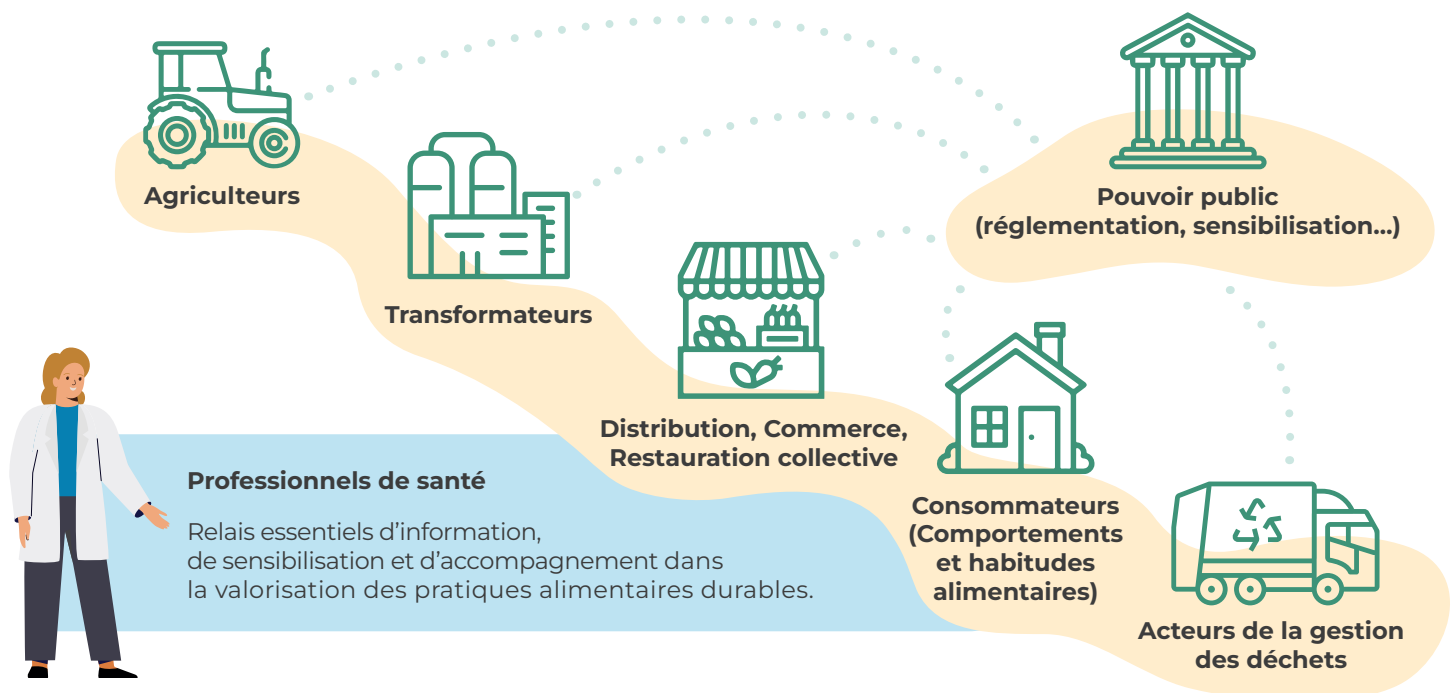 Agriculteurs
Transformateurs
Distribution, Commerce,
Restauration collective
Consommateurs
(Comportements
et habitudes
alimentaires)
Acteurs de la gestion
des déchets
Pouvoir public
(réglementation, sensibilisation...)
Professionnels de santé
Relais essentiels d’information,
de sensibilisation et d’accompagnement dans
la valorisation des pratiques alimentaires durables.